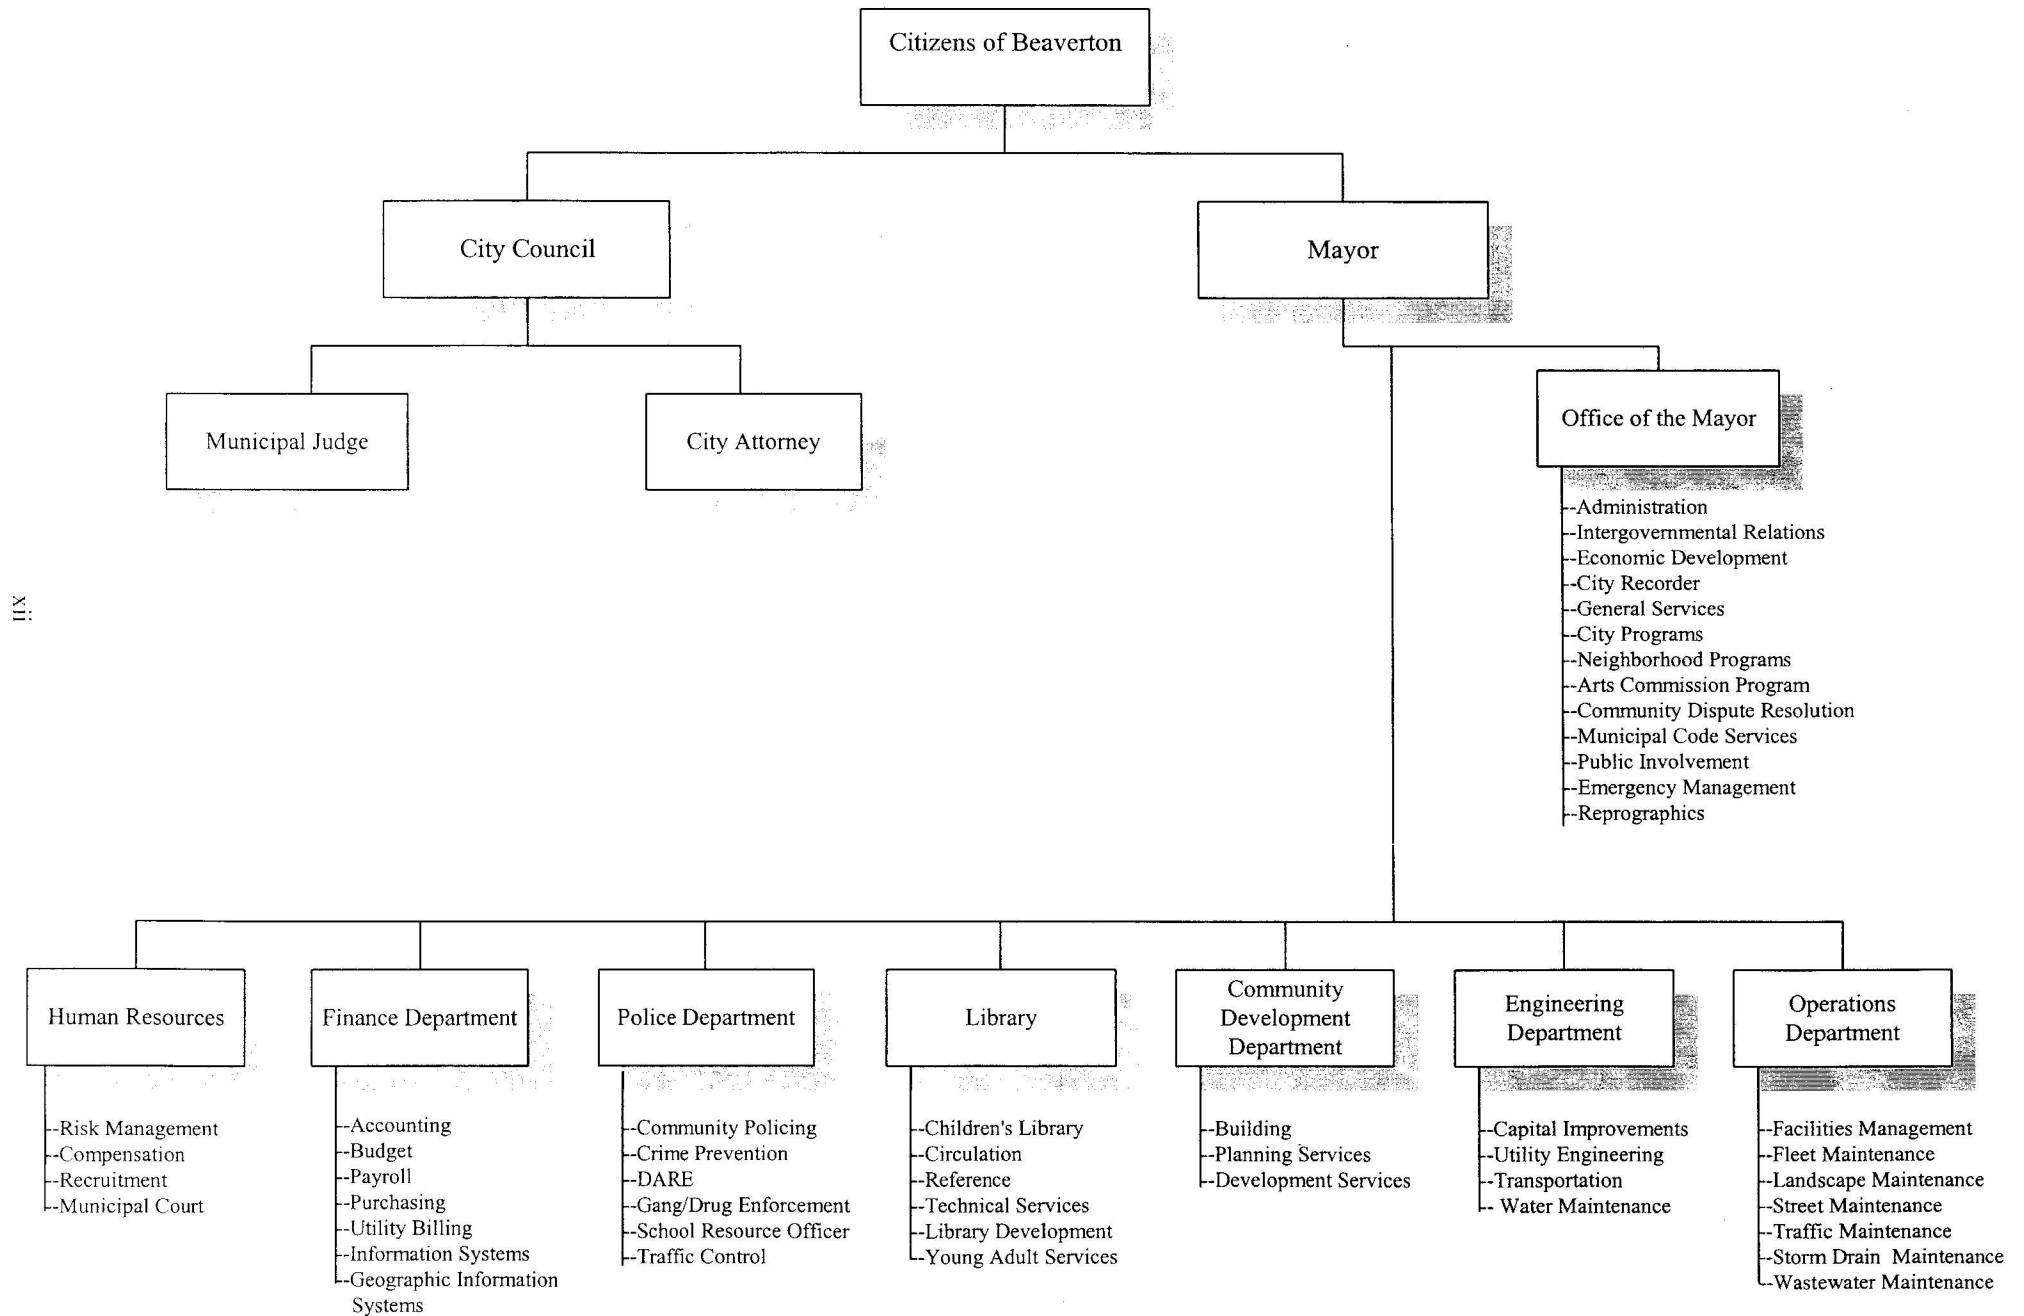 Citizens of Beaverton
City Council
Mayor
Municipal Judge
City Attorney
Office of the Mayor
--Administration
--Intergovernmental Relations
--Economic Development
--City Recorder
--General Services
--City Programs
--Neighborhood Programs
--Arts Commission Program
--Community Dispute Resolution
--Municipal Code Services
--Public Involvement
--Emergency Management
--Reprographics
xii
Human Resources
--Risk Management
--Compensation
--Recruitment
--Municipal Court
Finance Department
--Accounting
--Budget
--Payroll
--Purchasing
--Utility Billing
--Information Systems
--Geographic Information
Systems
Police Department
--Community Policing
--Crime Prevention
--DARE
--Gang/Drug Enforcement
--School Resource Officer
--Traffic Control
Library
--Children's Library
--Circulation
--Reference
--Technical Services
--Library Development
--Young Adult Services
Community
Development
Department
--Building
--Planning Services
--Development Services
Engineering
Department
--Capital Improvements
--Utility Engineering
--Transportation
-- Water Maintenance
Operations
Department
--Facilities Management
--Fleet Maintenance
--Landscape Maintenance
--Street Maintenance
--Traffic Maintenance
--Storm Drain Maintenance
--Wastewater Maintenance